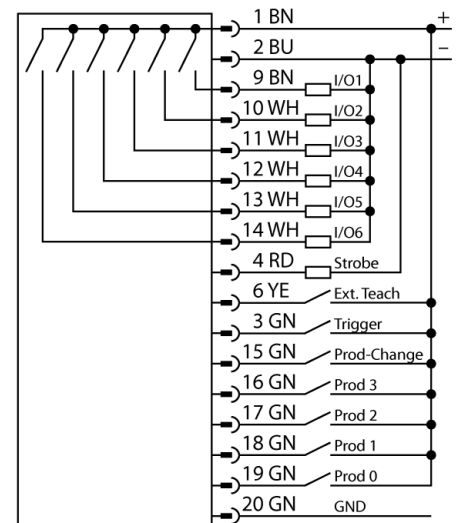 1 BN +
2 BU –
9 BN I/O1
10 WH I/O2
11 WH I/O3
12 WH I/O4
13 WH I/O5
14 WH I/O6
4 RD Strobe
6 YE Ext. Teach
3 GN Trigger
15 GN Prod-Change
16 GN Prod 3
17 GN Prod 2
18 GN Prod 1
19 GN Prod 0
20 GN GND